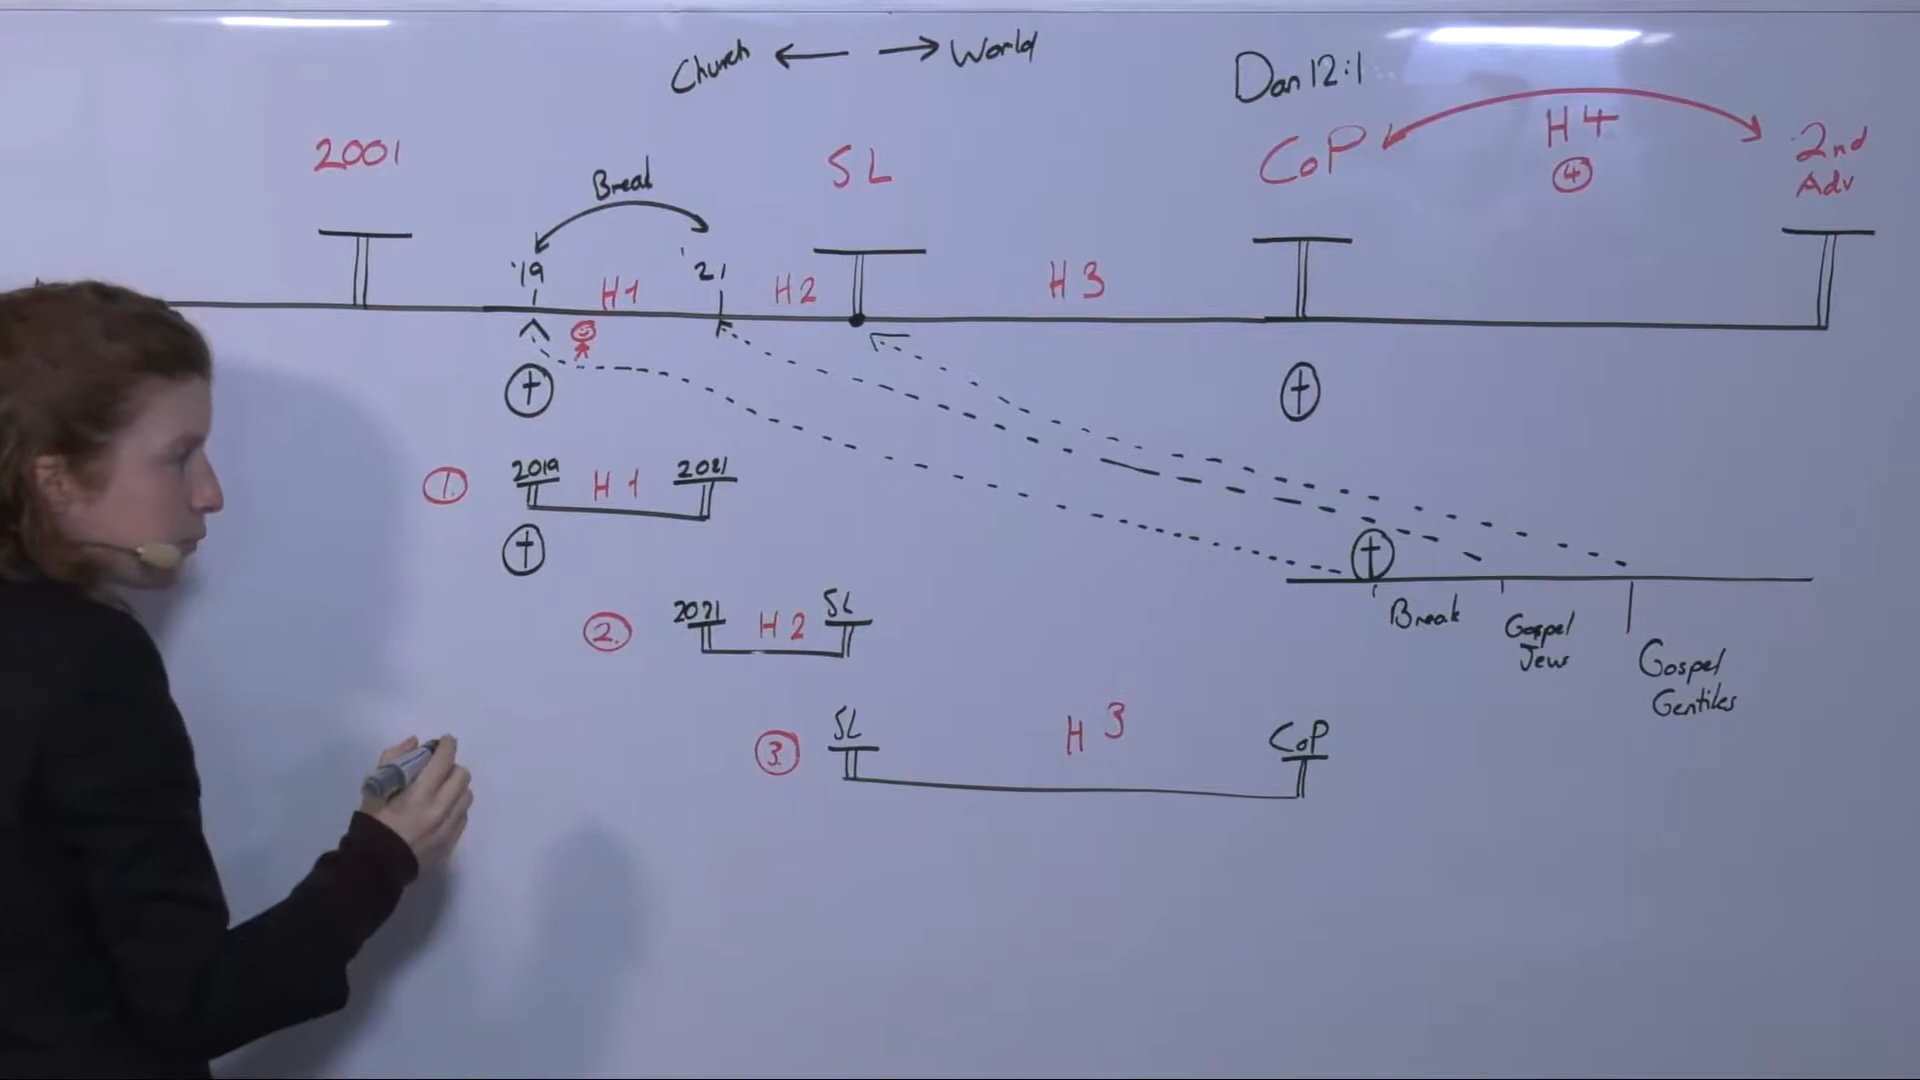 Church ← → World
Dan 12:1
2001
Break
SL
CoP
H4
④
2nd
Adv
'19
H1
'21
H2
H3
①.
2019
H1
2021
②.
2021
H2
SL
Break
Gospel
Jews
Gospel
Gentiles
③.
SL
H3
CoP